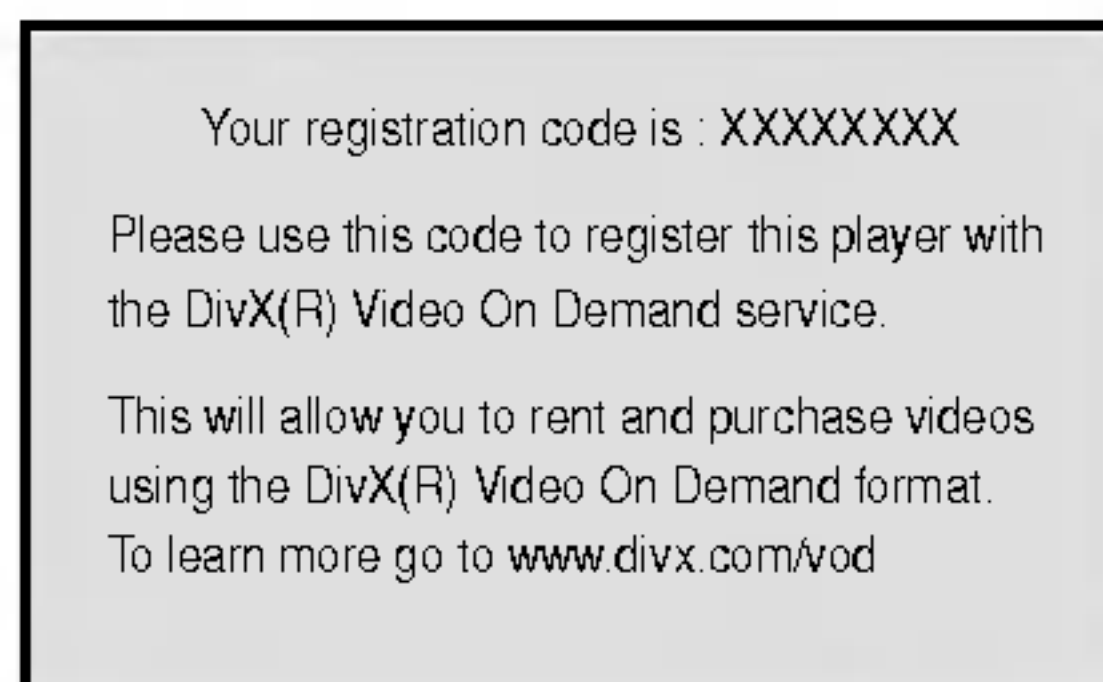 Your registration code is : XXXXXXXX
Please use this code to register this player with
the DivX(R) Video On Demand service.
This will allow you to rent and purchase videos
using the DivX(R) Video On Demand format.
To learn more go to www.divx.com/vod